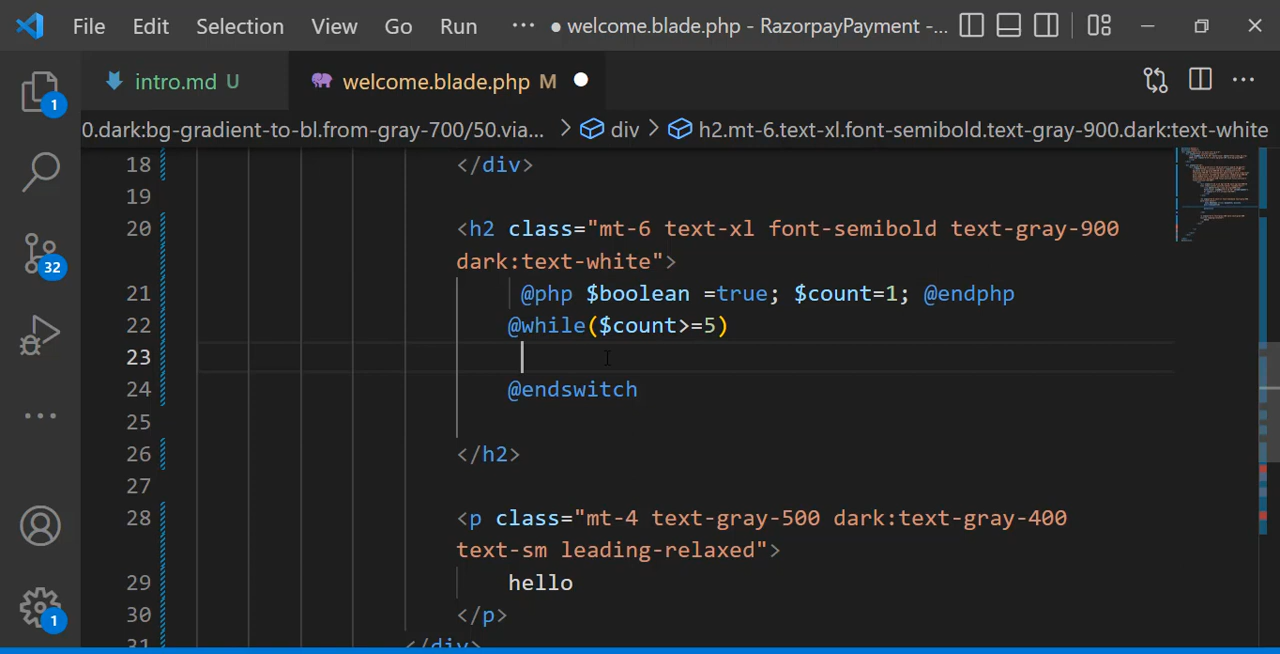 File Edit Selection View Go Run ··· ● welcome.blade.php - RazorpayPayment -...
intro.md U welcome.blade.php M
0.dark:bg-gradient-to-bl.from-gray-700/50.via... > div > h2.mt-6.text-xl.font-semibold.text-gray-900.dark:text-white
18 </div>
19
20 <h2 class="mt-6 text-xl font-semibold text-gray-900
dark:text-white">
21 @php $boolean =true; $count=1; @endphp
22 @while($count>=5)
23
24 @endswitch
25
26 </h2>
27
28 <p class="mt-4 text-gray-500 dark:text-gray-400
text-sm leading-relaxed">
29 hello
30 </p>
31 </div>
1
32
1